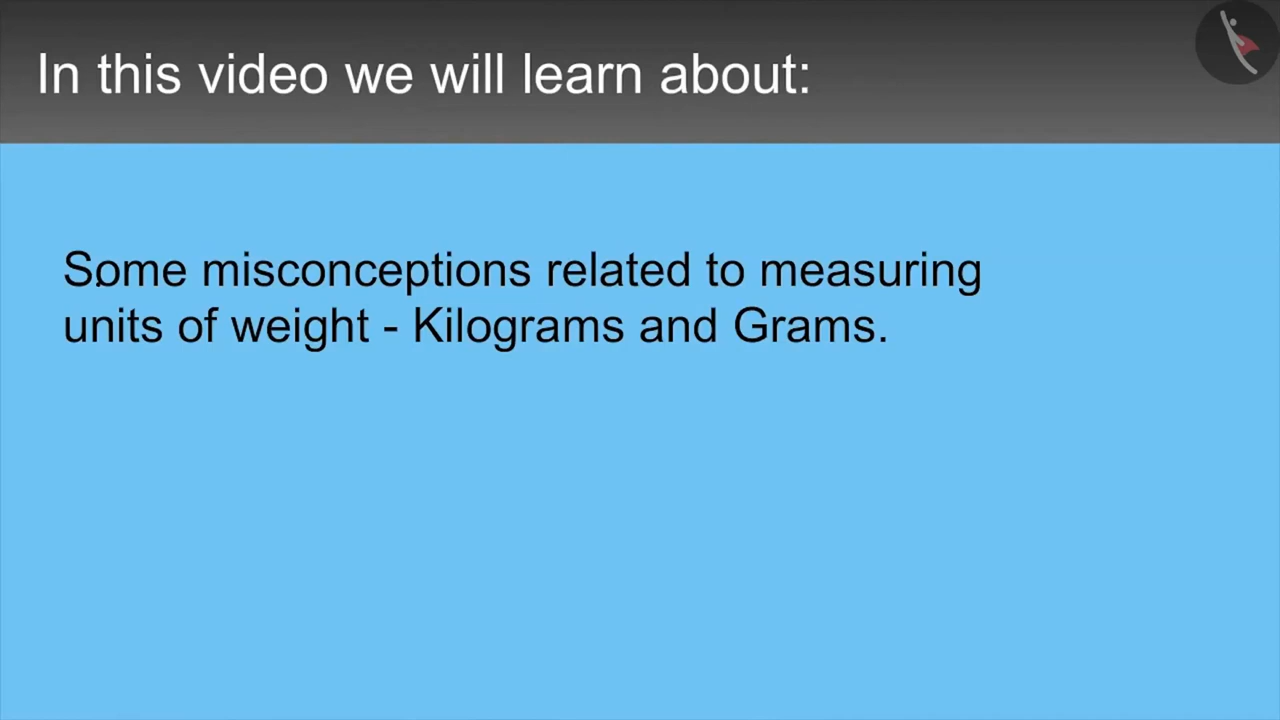 In this video we will learn about:
Some misconceptions related to measuring
units of weight - Kilograms and Grams.